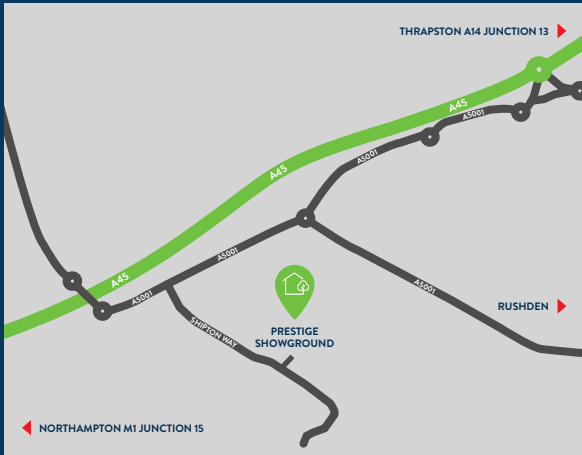 THRAPSTON A14 JUNCTION 13
A45
A5001
A5001
A45
A5001
A45
A5001
A5001
RUSHDEN
SHIPTON WAY
PRESTIGE
SHOWGROUND
NORTHAMPTON M1 JUNCTION 15